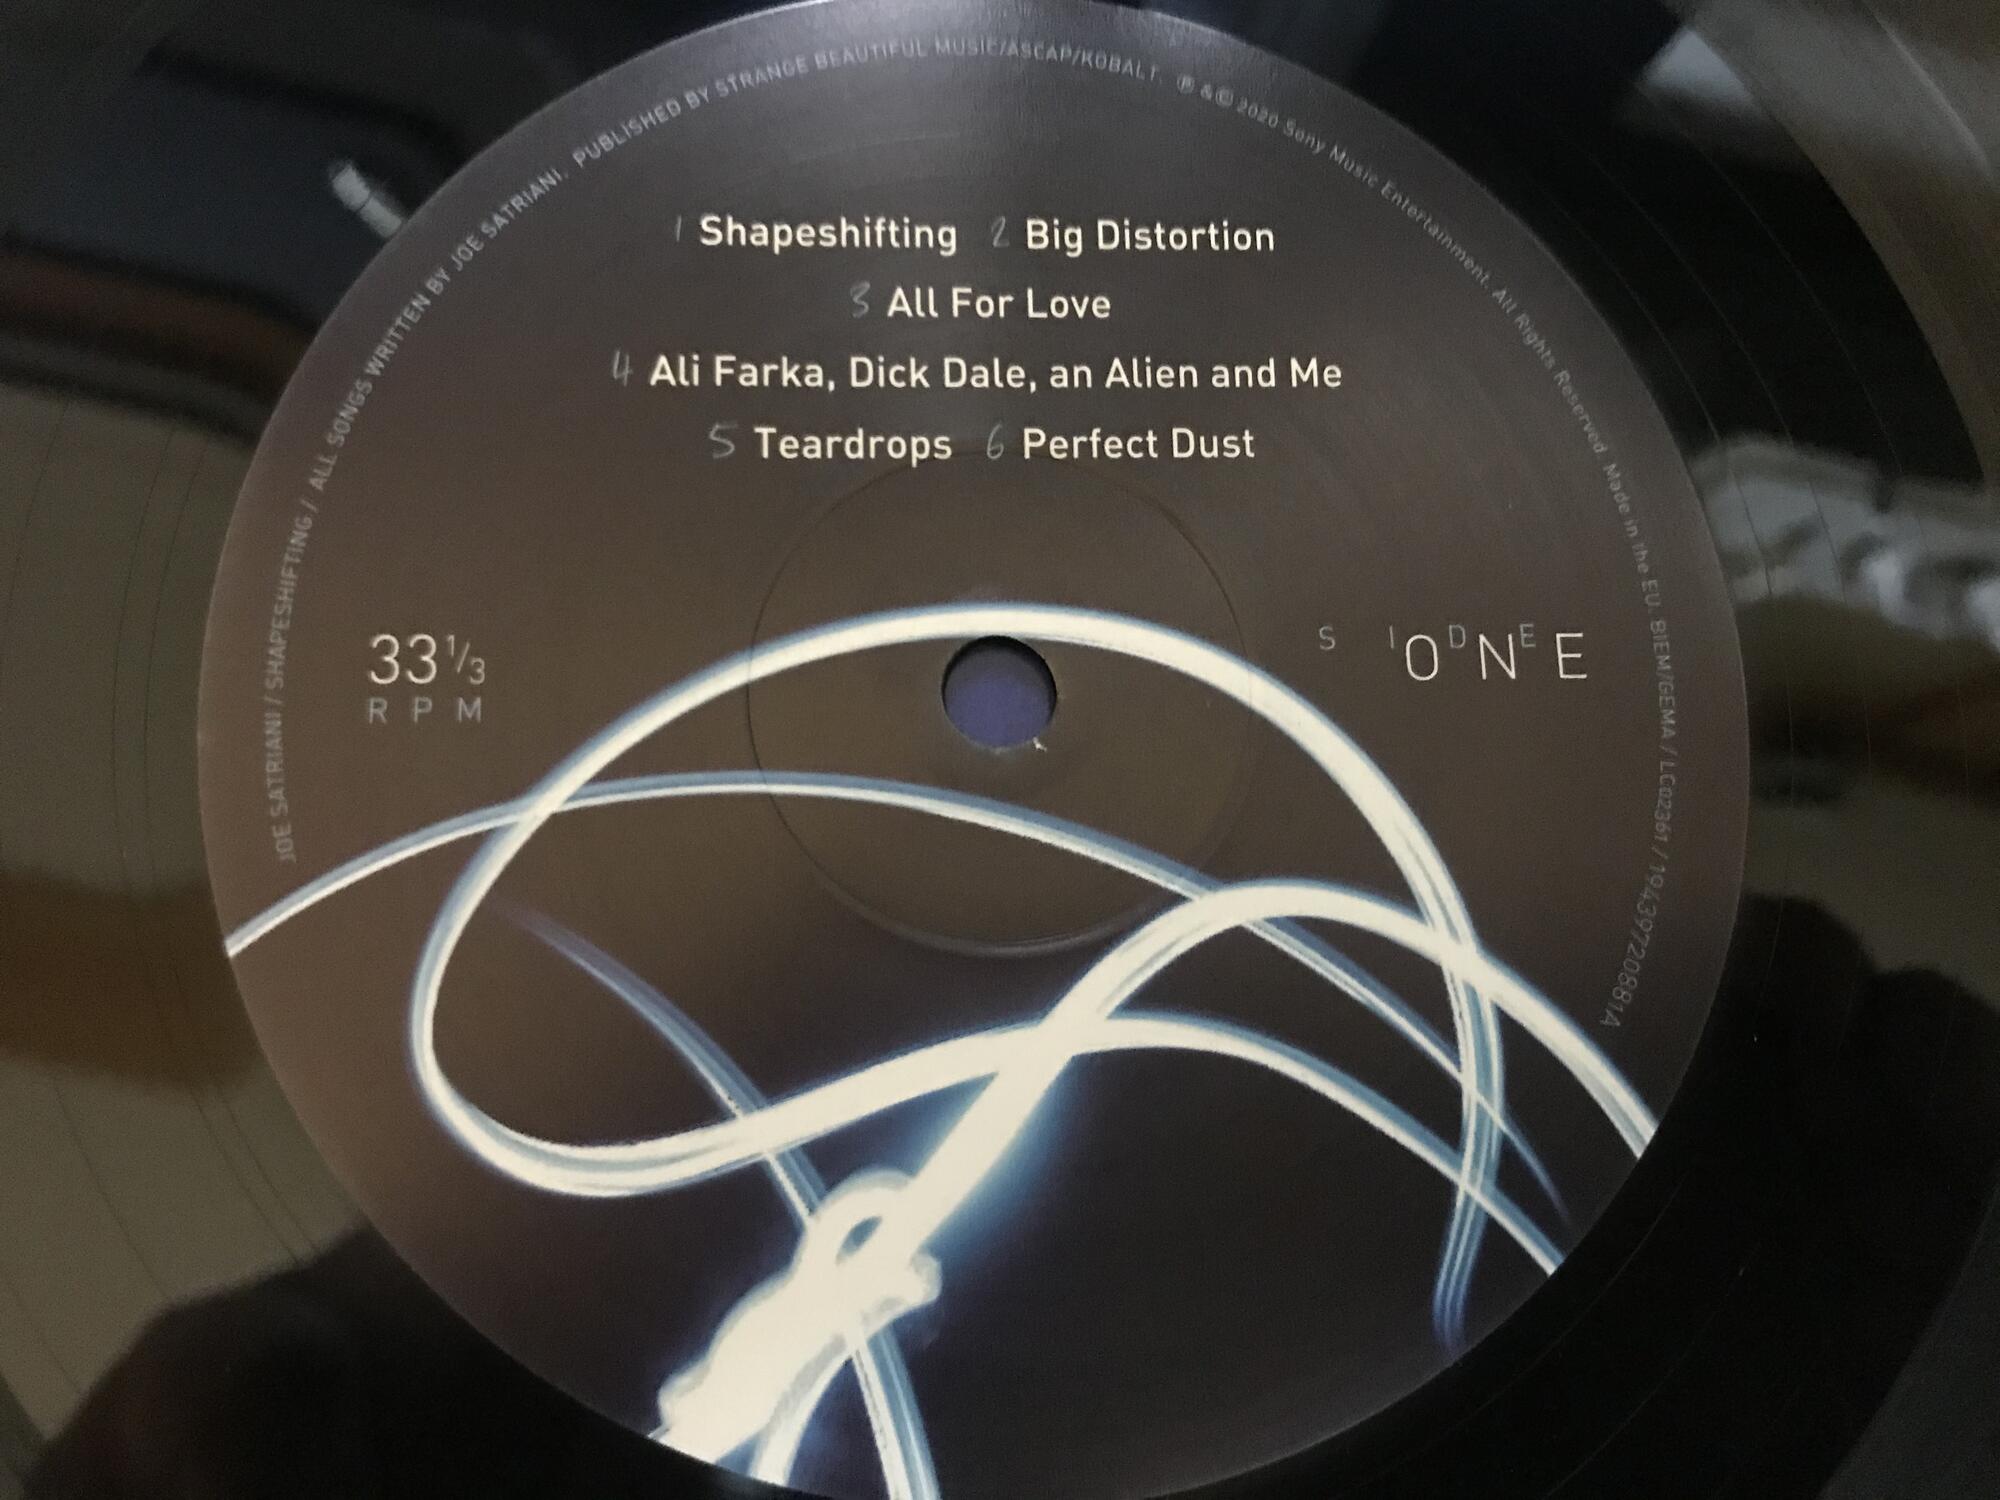 JOE SATRIANI / SHAPESHIFTING / ALL SONGS WRITTEN BY JOE SATRIANI. PUBLISHED BY STRANGE BEAUTIFUL MUSIC/ASCAP/KOBALT. ℗ & © 2020 Sony Music Entertainment. All Rights Reserved. Made in the EU. BIEM/GEMA / LC02361 / 19439720881A
1 Shapeshifting 2 Big Distortion
3 All For Love
4 Ali Farka, Dick Dale, an Alien and Me
5 Teardrops 6 Perfect Dust
33 1/3
RPM
SIDE
ONE